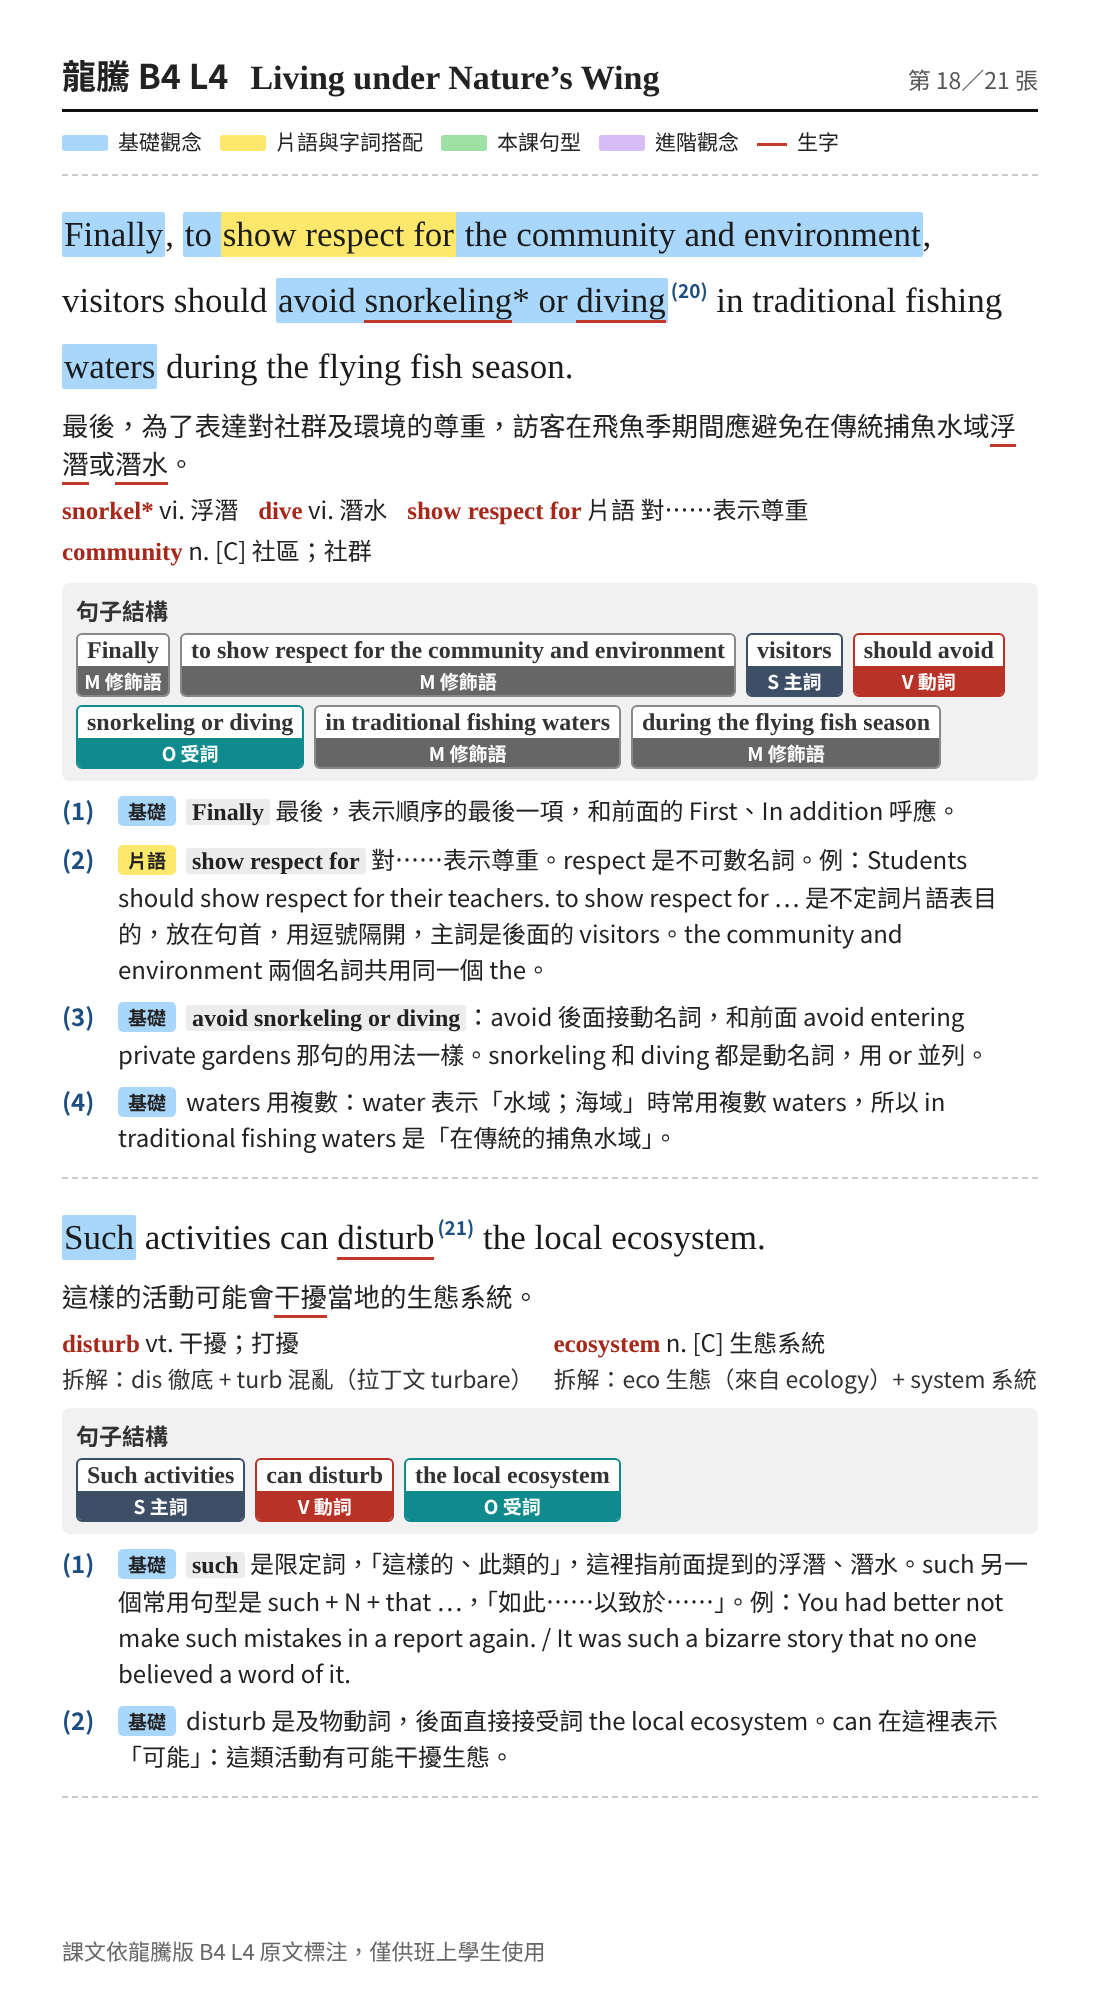 龍騰 B4 L4 Living under Nature’s Wing 第 18／21 張
基礎觀念 片語與字詞搭配 本課句型 進階觀念 生字
Finally, to show respect for the community and environment,
visitors should avoid snorkeling* or diving (20) in traditional fishing
waters during the flying fish season.
最後，為了表達對社群及環境的尊重，訪客在飛魚季期間應避免在傳統捕魚水域浮
潛或潛水。
snorkel* vi. 浮潛 dive vi. 潛水 show respect for 片語 對⋯⋯表示尊重
community n. [C] 社區；社群
句子結構
Finally to show respect for the community and environment visitors should avoid
M 修飾語 M 修飾語 S 主詞 V 動詞
snorkeling or diving in traditional fishing waters during the flying fish season
O 受詞 M 修飾語 M 修飾語
(1) 基礎 Finally 最後，表示順序的最後一項，和前面的 First、In addition 呼應。
(2) 片語 show respect for 對⋯⋯表示尊重。respect 是不可數名詞。例：Students
should show respect for their teachers. to show respect for … 是不定詞片語表目
的，放在句首，用逗號隔開，主詞是後面的 visitors。the community and
environment 兩個名詞共用同一個 the。
(3) 基礎 avoid snorkeling or diving：avoid 後面接動名詞，和前面 avoid entering
private gardens 那句的用法一樣。snorkeling 和 diving 都是動名詞，用 or 並列。
(4) 基礎 waters 用複數：water 表示「水域；海域」時常用複數 waters，所以 in
traditional fishing waters 是「在傳統的捕魚水域」。
Such activities can disturb (21) the local ecosystem.
這樣的活動可能會干擾當地的生態系統。
disturb vt. 干擾；打擾 ecosystem n. [C] 生態系統
拆解：dis 徹底 + turb 混亂（拉丁文 turbare） 拆解：eco 生態（來自 ecology）+ system 系統
句子結構
Such activities can disturb the local ecosystem
S 主詞 V 動詞 O 受詞
(1) 基礎 such 是限定詞，「這樣的、此類的」，這裡指前面提到的浮潛、潛水。such 另一
個常用句型是 such + N + that …，「如此⋯⋯以致於⋯⋯」。例：You had better not
make such mistakes in a report again. / It was such a bizarre story that no one
believed a word of it.
(2) 基礎 disturb 是及物動詞，後面直接接受詞 the local ecosystem。can 在這裡表示
「可能」：這類活動有可能干擾生態。
課文依龍騰版 B4 L4 原文標注，僅供班上學生使用